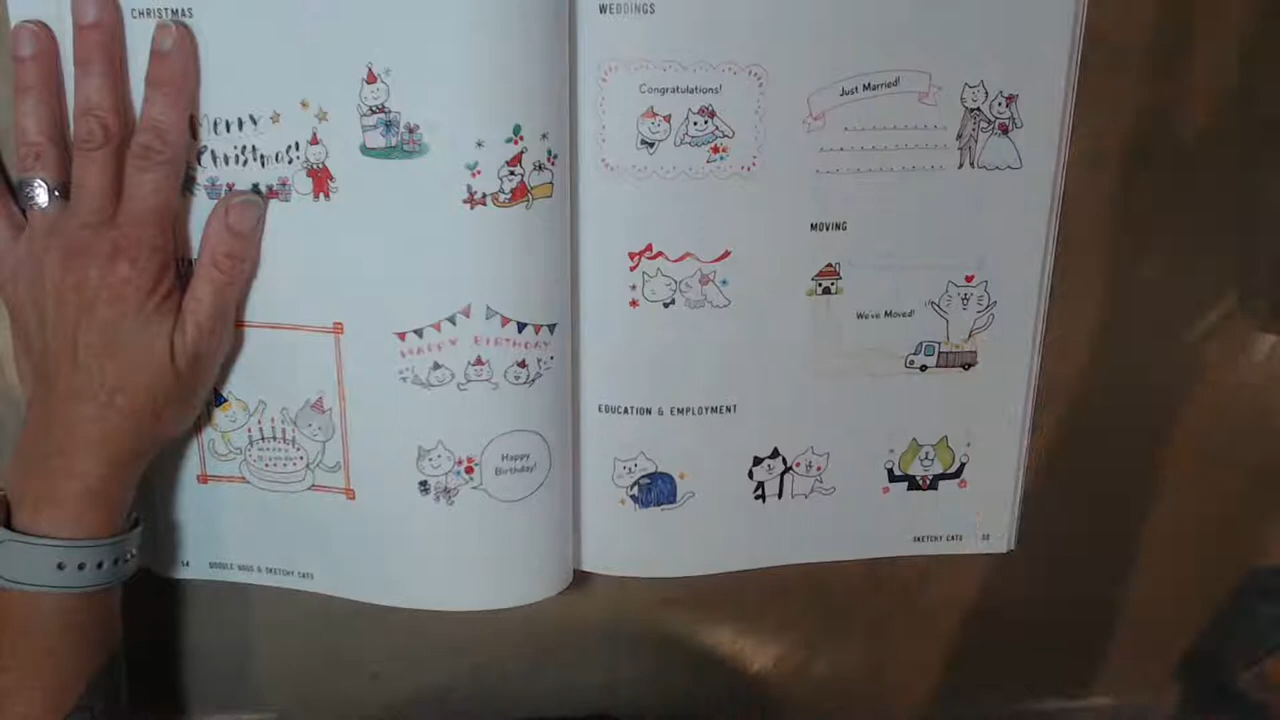 CHRISTMAS
Merry
Christmas!
HAPPY BIRTHDAY
Happy
Birthday!
DOODLE DOGS & SKETCHY CATS
WEDDINGS
Congratulations!
Just Married!
MOVING
We've Moved!
EDUCATION & EMPLOYMENT
SKETCHY CATS